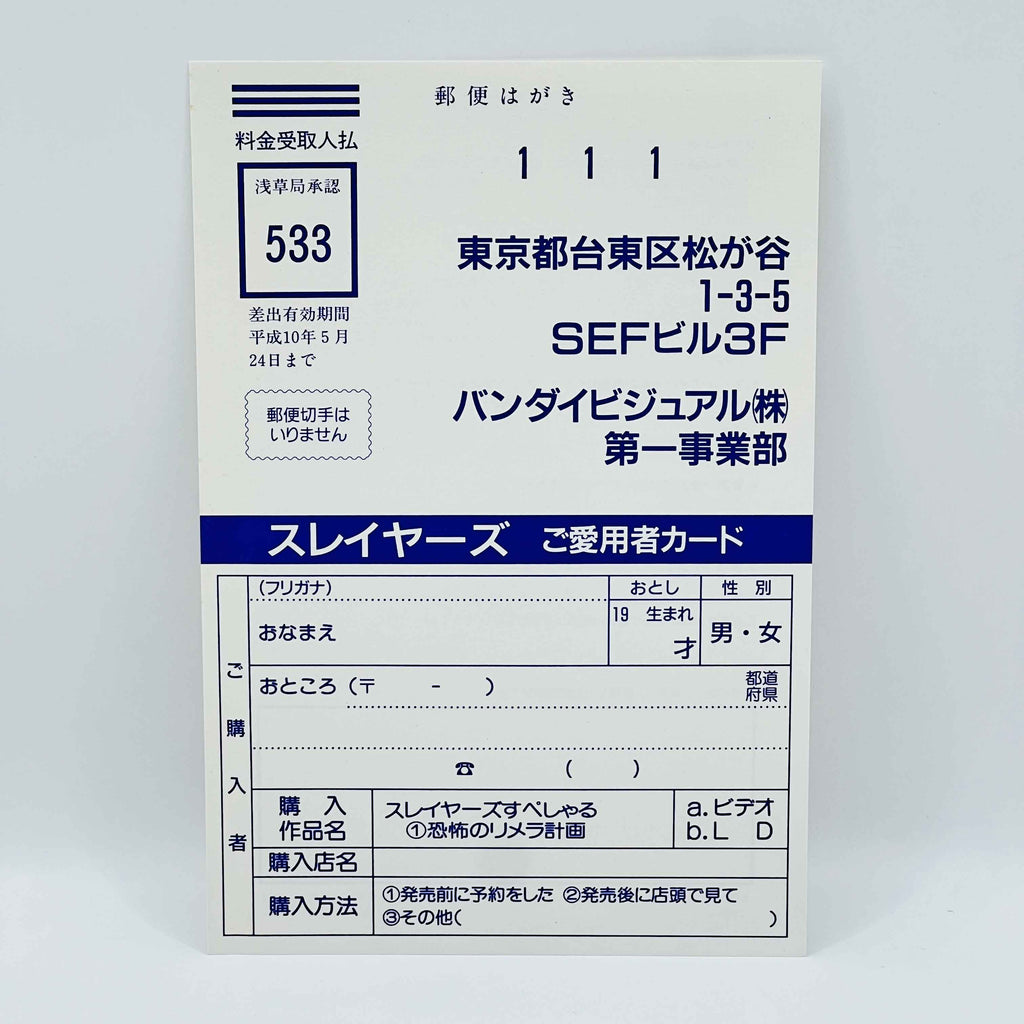 郵便はがき
料金受取人払
浅草局承認
533
差出有効期間
平成10年5月
24日まで
郵便切手は
いりません
1 1 1
東京都台東区松が谷
1-3-5
SEFビル3F
バンダイビジュアル㈱
第一事業部
スレイヤーズ ご愛用者カード
ご購入者
(フリガナ)
おなまえ
おとし
19 生まれ
才
性 別
男・女
おところ(〒 - )
都道
府県
☎ ( )
購 入
作品名
スレイヤーズすぺしゃる
①恐怖のリメラ計画
a.ビデオ
b.L D
購入店名
購入方法
①発売前に予約をした ②発売後に店頭で見て
③その他( )